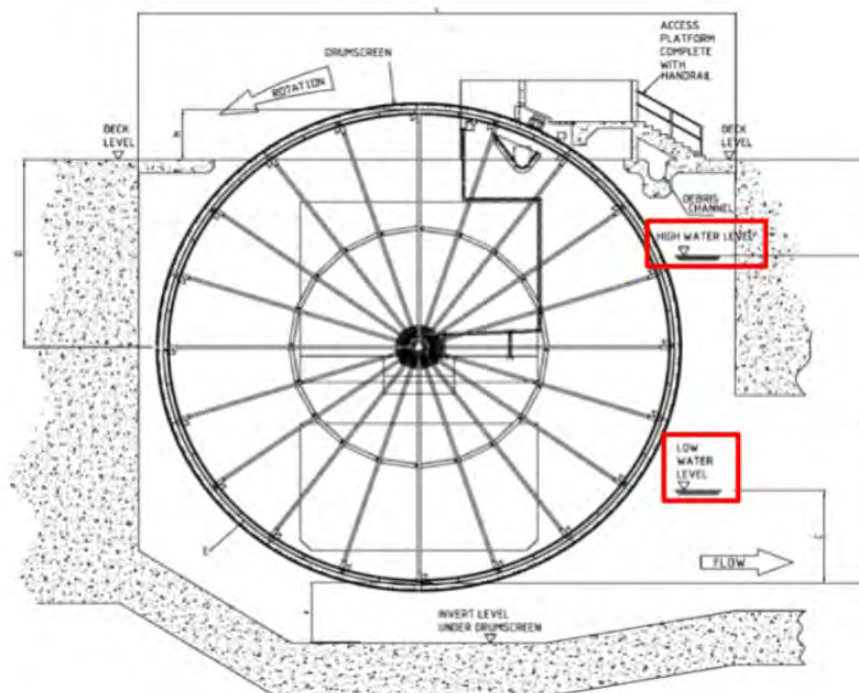 L
ACCESS
PLATFORM
COMPLETE
WITH
HANDRAIL
DRUMSCREEN
ROTATION
DECK
LEVEL
DECK
LEVEL
DEBRIS
CHANNEL
HIGH WATER LEVEL
B
LOW
WATER
LEVEL
C
E
FLOW
INVERT LEVEL
UNDER DRUMSCREEN